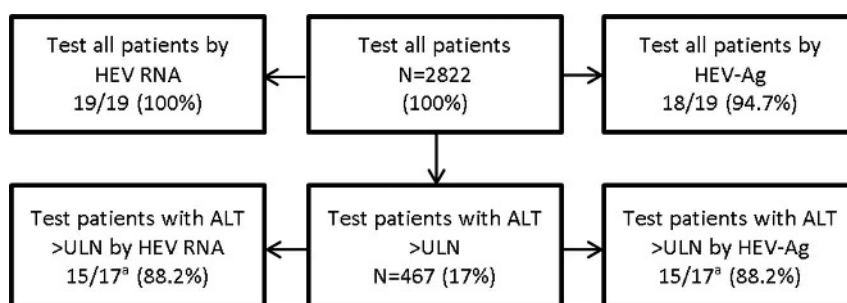 Test all patients by
HEV RNA
19/19 (100%)
Test all patients
N=2822
(100%)
Test all patients by
HEV-Ag
18/19 (94.7%)
Test patients with ALT
>ULN by HEV RNA
15/17ᵃ (88.2%)
Test patients with ALT
>ULN
N=467 (17%)
Test patients with ALT
>ULN by HEV-Ag
15/17ᵃ (88.2%)